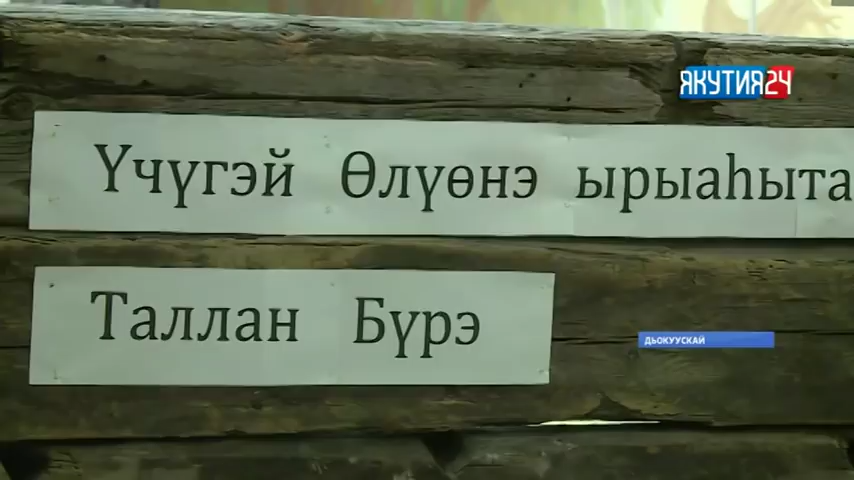 ЯКУТИЯ24
Үчүгэй Өлүөнэ ырыаһыта
Таллан Бүрэ
ДЬОКУУСКАЙ